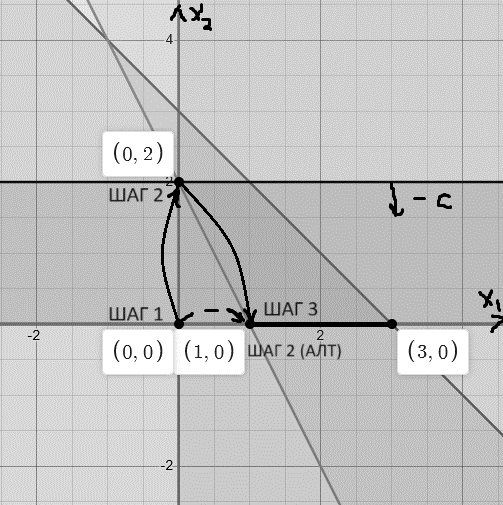 x₂
4
(0, 2)
2
ШАГ 2
- c
x₁
ШАГ 1
ШАГ 3
-2
2
(0, 0)
(1, 0)
ШАГ 2 (АЛТ)
(3, 0)
-2